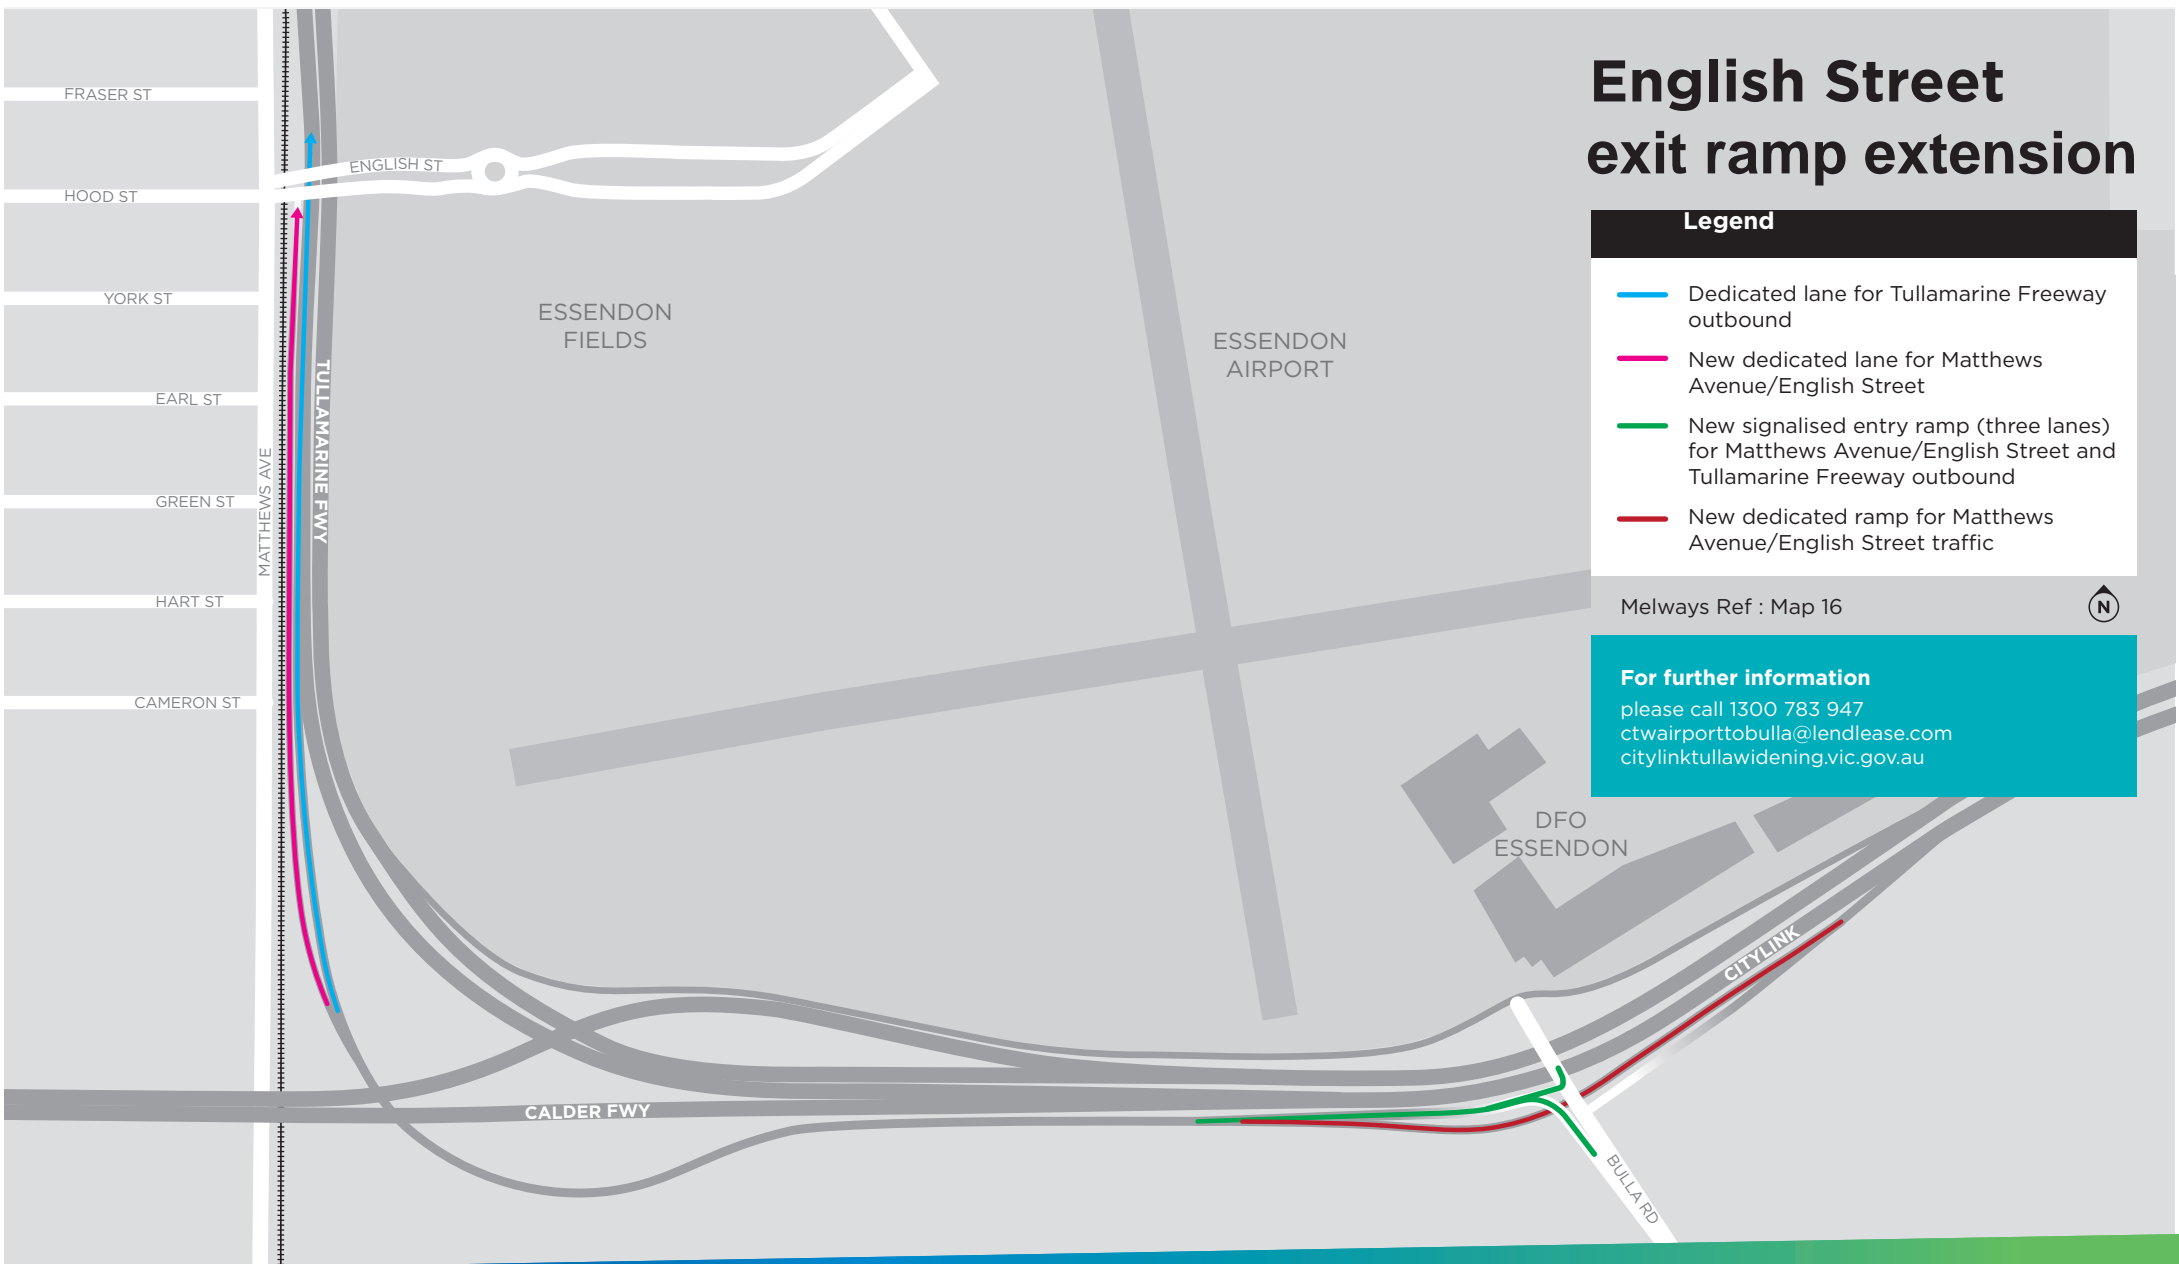 English Street
exit ramp extension
Legend
Dedicated lane for Tullamarine Freeway
outbound
New dedicated lane for Matthews
Avenue/English Street
New signalised entry ramp (three lanes)
for Matthews Avenue/English Street and
Tullamarine Freeway outbound
New dedicated ramp for Matthews
Avenue/English Street traffic
Melways Ref : Map 16
N
For further information
please call 1300 783 947
ctwairporttobulla@lendlease.com
citylinktullawidening.vic.gov.au
FRASER ST
ENGLISH ST
HOOD ST
YORK ST
ESSENDON
FIELDS
ESSENDON
AIRPORT
TULLAMARINE FWY
EARL ST
MATTHEWS AVE
GREEN ST
HART ST
CAMERON ST
DFO
ESSENDON
CITYLINK
CALDER FWY
BULLA RD